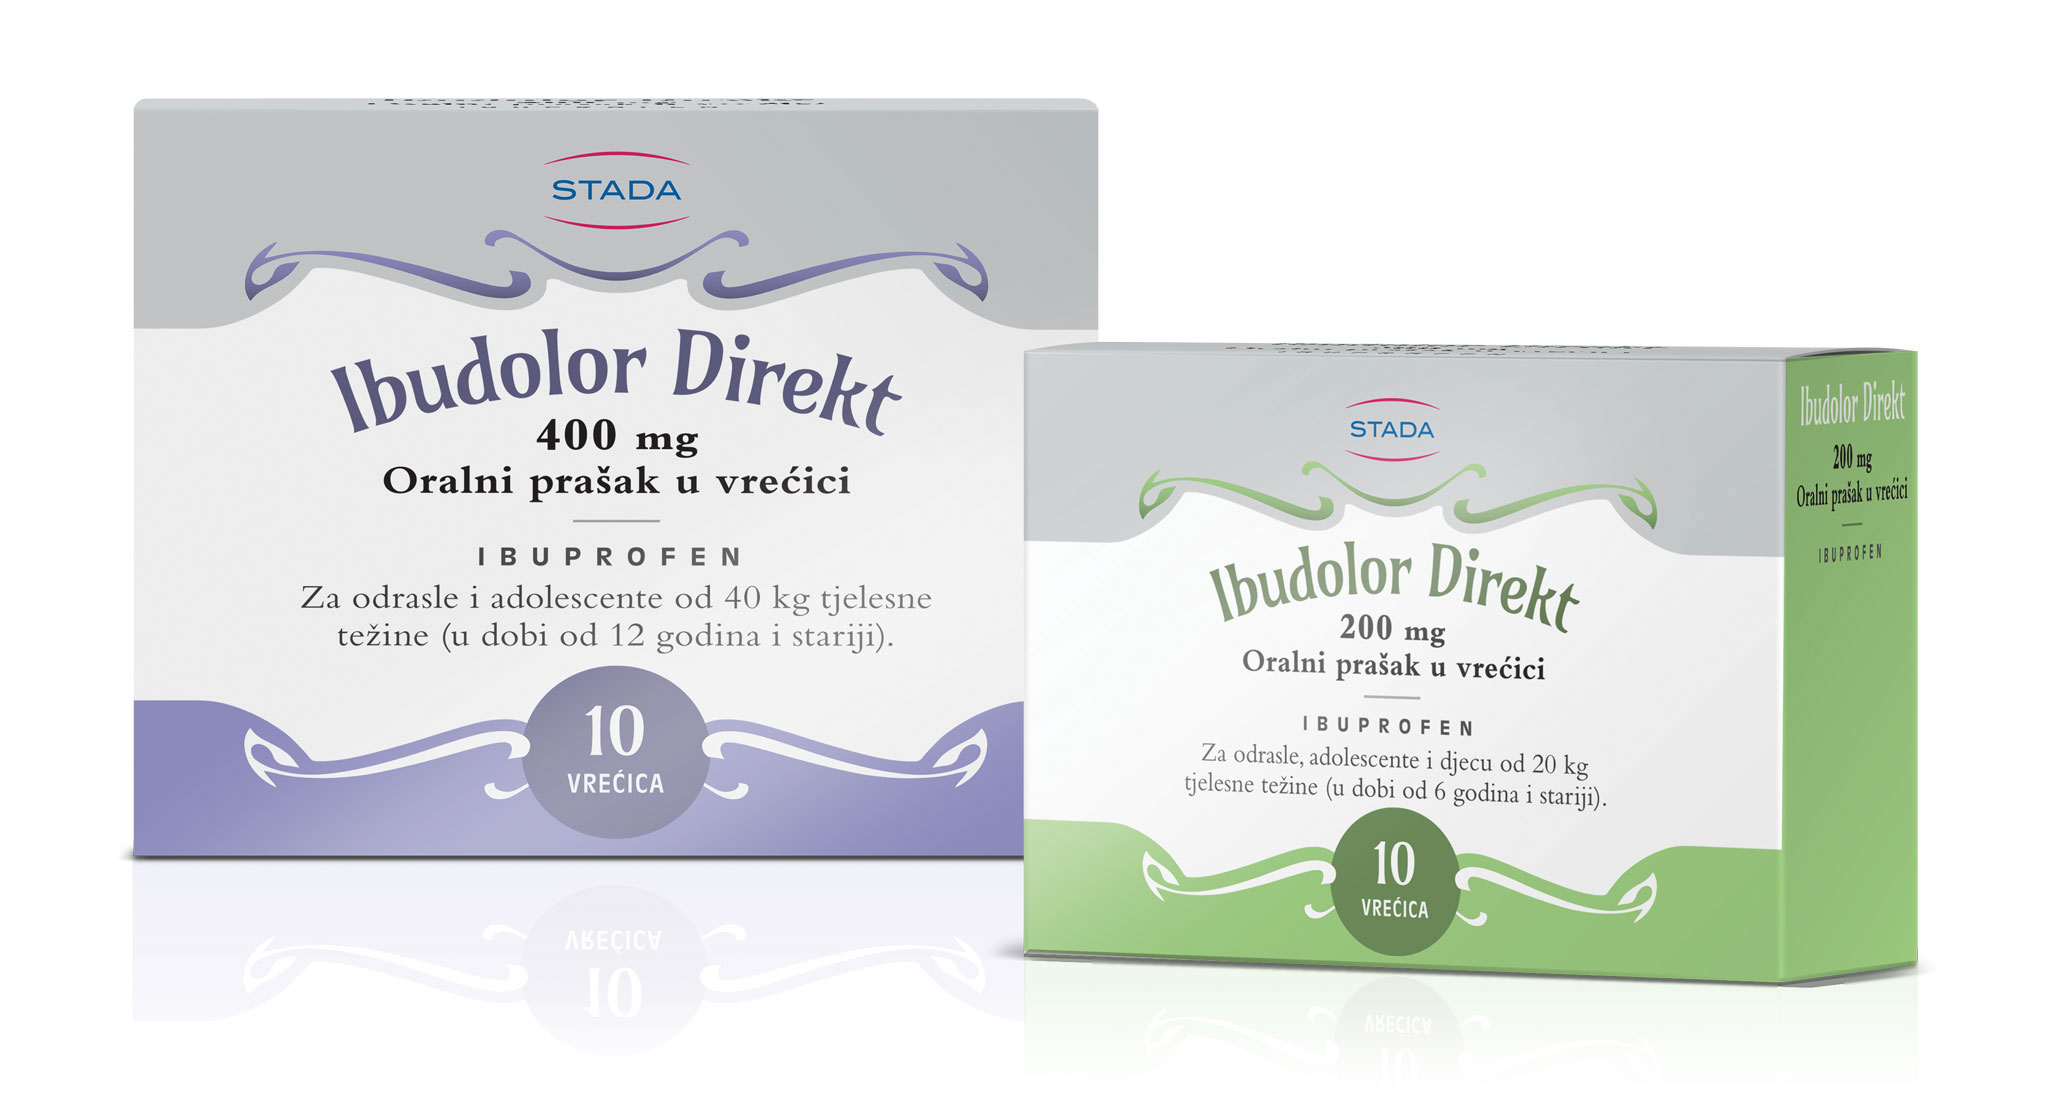 STADA
Ibudolor Direkt
400 mg
Oralni prašak u vrećici
IBUPROFEN
Za odrasle i adolescente od 40 kg tjelesne
težine (u dobi od 12 godina i stariji).
10
VREĆICA
STADA
Ibudolor Direkt
200 mg
Oralni prašak u vrećici
IBUPROFEN
Za odrasle, adolescente i djecu od 20 kg
tjelesne težine (u dobi od 6 godina i stariji).
10
VREĆICA
Ibudolor Direkt
200 mg
Oralni prašak u vrećici
IBUPROFEN